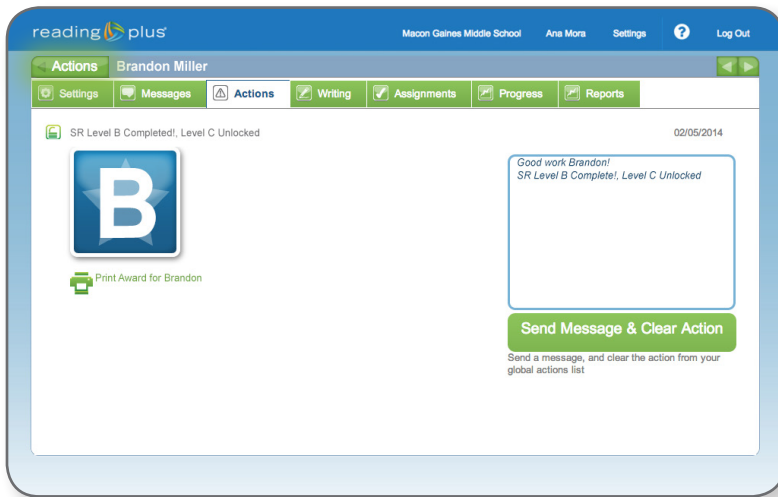 reading plus®
Macon Gaines Middle School Ana Mora Settings ? Log Out
Actions Brandon Miller
Settings Messages Actions Writing Assignments Progress Reports
SR Level B Completed!, Level C Unlocked 02/05/2014
B
Print Award for Brandon
Good work Brandon!
SR Level B Complete!, Level C Unlocked
Send Message & Clear Action
Send a message, and clear the action from your
global actions list